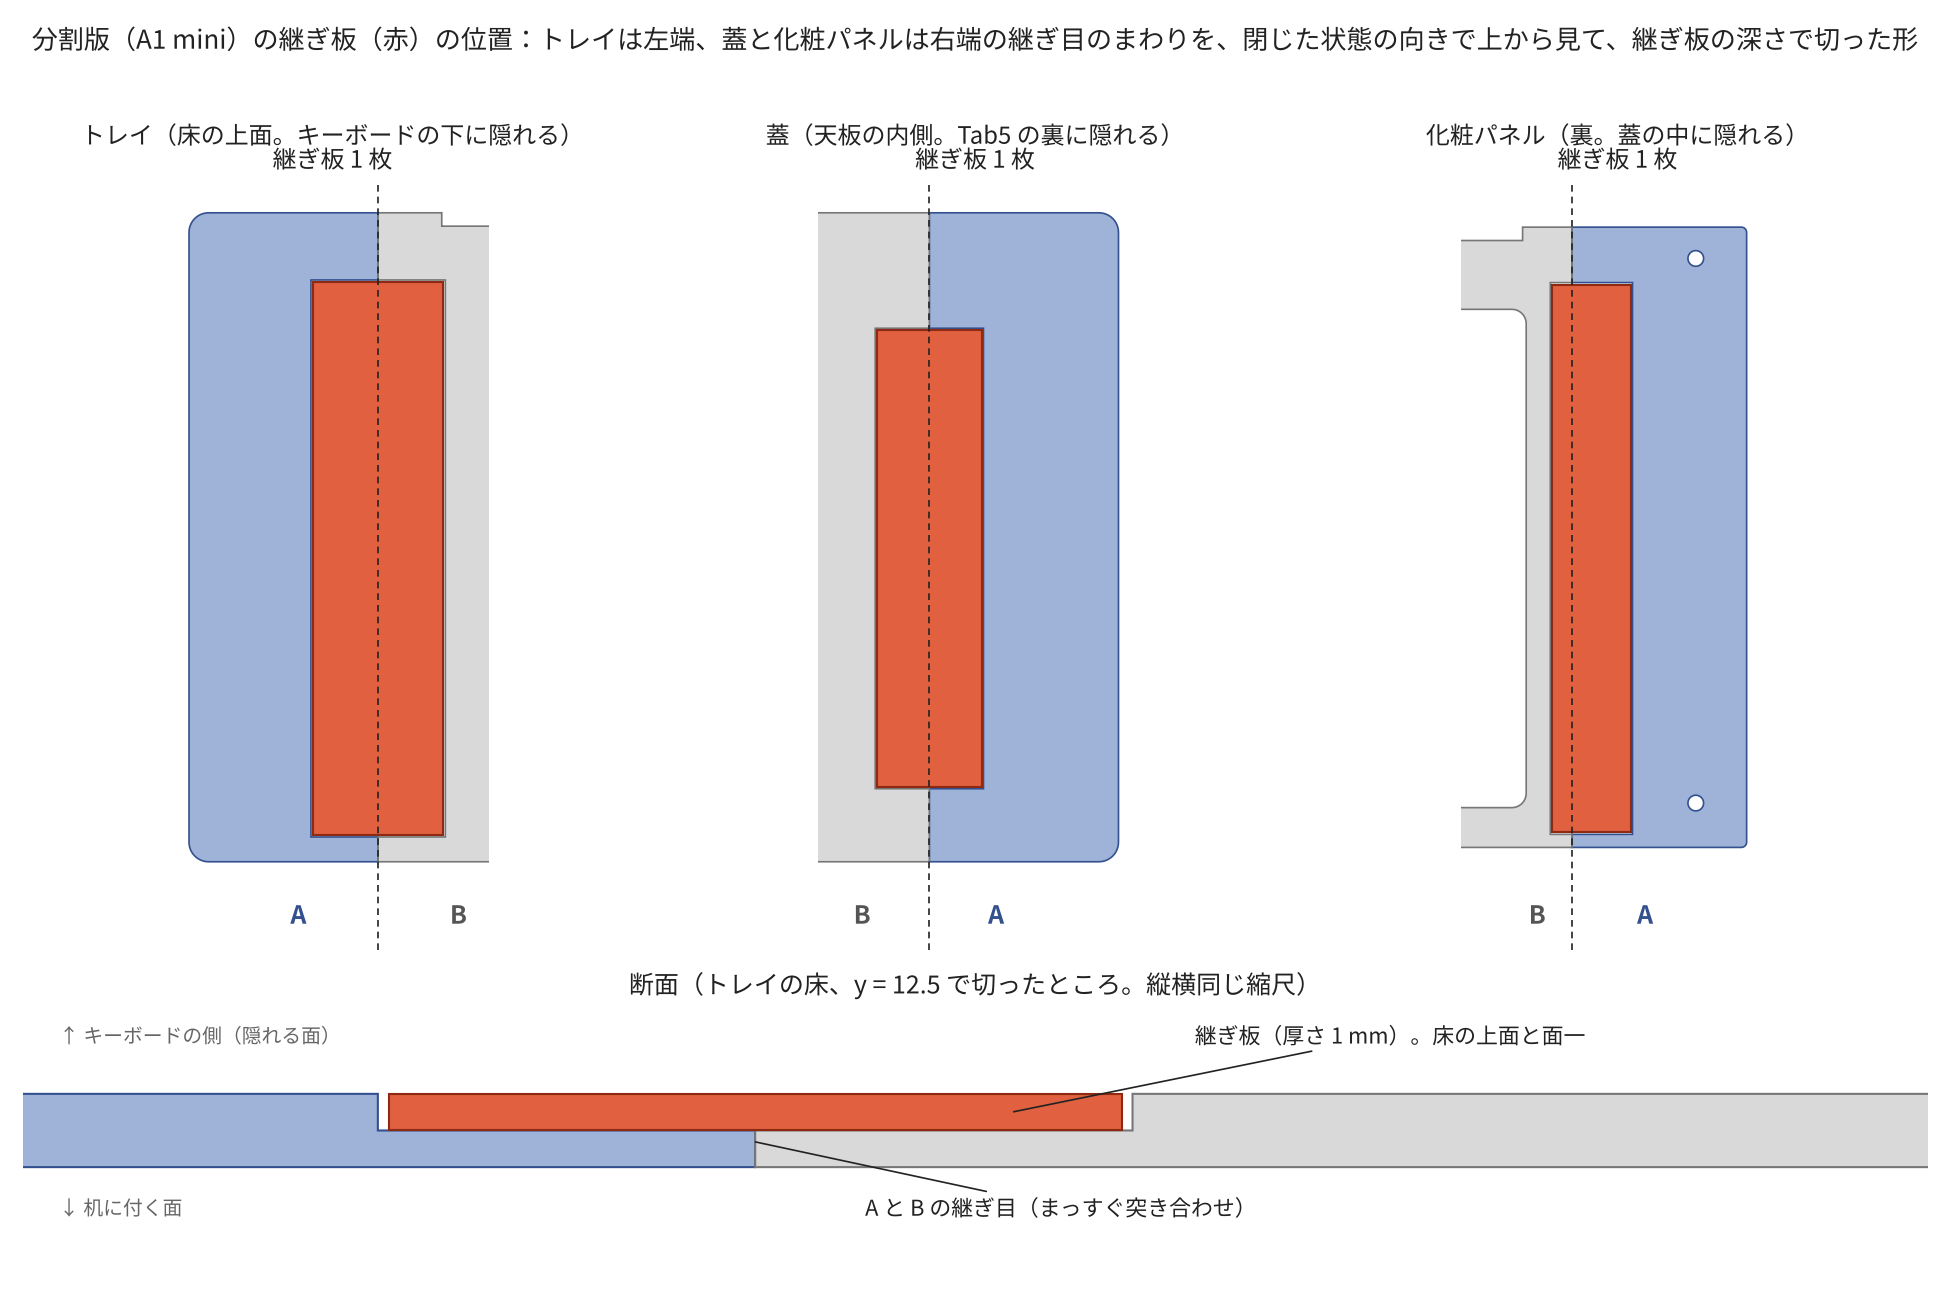 分割版（A1 mini）の継ぎ板（赤）の位置：トレイは左端、蓋と化粧パネルは右端の継ぎ目のまわりを、閉じた状態の向きで上から見て、継ぎ板の深さで切った形
トレイ（床の上面。キーボードの下に隠れる）
継ぎ板 1 枚
蓋（天板の内側。Tab5 の裏に隠れる）
継ぎ板 1 枚
化粧パネル（裏。蓋の中に隠れる）
継ぎ板 1 枚
A
B
B
A
B
A
断面（トレイの床、y = 12.5 で切ったところ。縦横同じ縮尺）
↑ キーボードの側（隠れる面）
継ぎ板（厚さ 1 mm）。床の上面と面一
↓ 机に付く面
A と B の継ぎ目（まっすぐ突き合わせ）